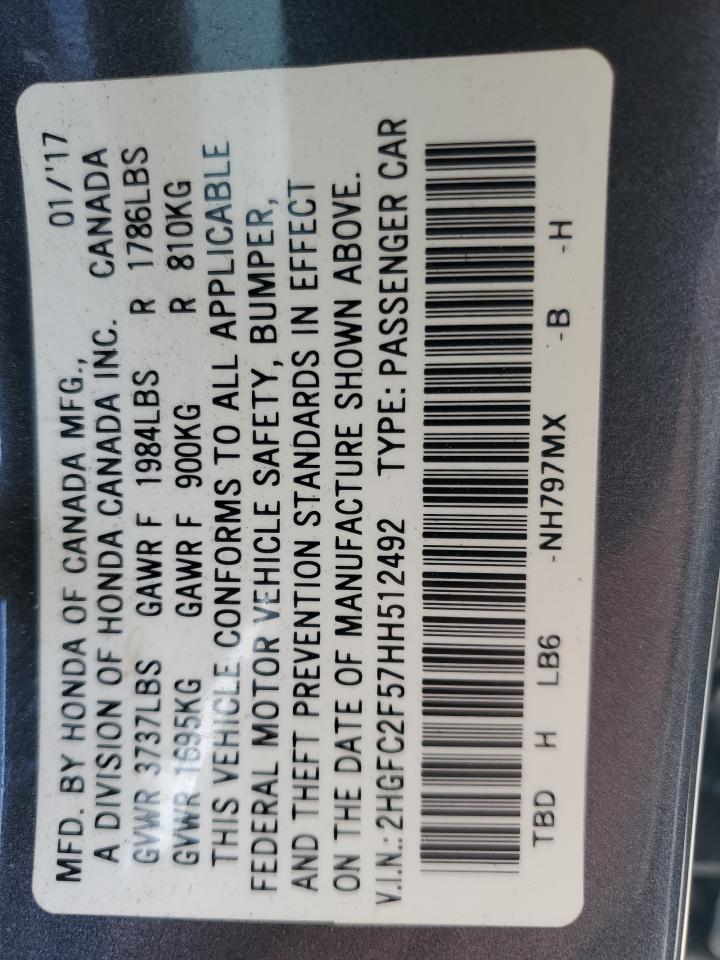 MFD. BY HONDA OF CANADA MFG., 01/'17
A DIVISION OF HONDA CANADA INC. CANADA
GVWR 3737LBS GAWR F 1984LBS R 1786LBS
GVWR 1695KG GAWR F 900KG R 810KG
THIS VEHICLE CONFORMS TO ALL APPLICABLE
FEDERAL MOTOR VEHICLE SAFETY, BUMPER,
AND THEFT PREVENTION STANDARDS IN EFFECT
ON THE DATE OF MANUFACTURE SHOWN ABOVE.
V.I.N.: 2HGFC2F57HH512492 TYPE: PASSENGER CAR
TBD H LB6 -NH797MX -B -H